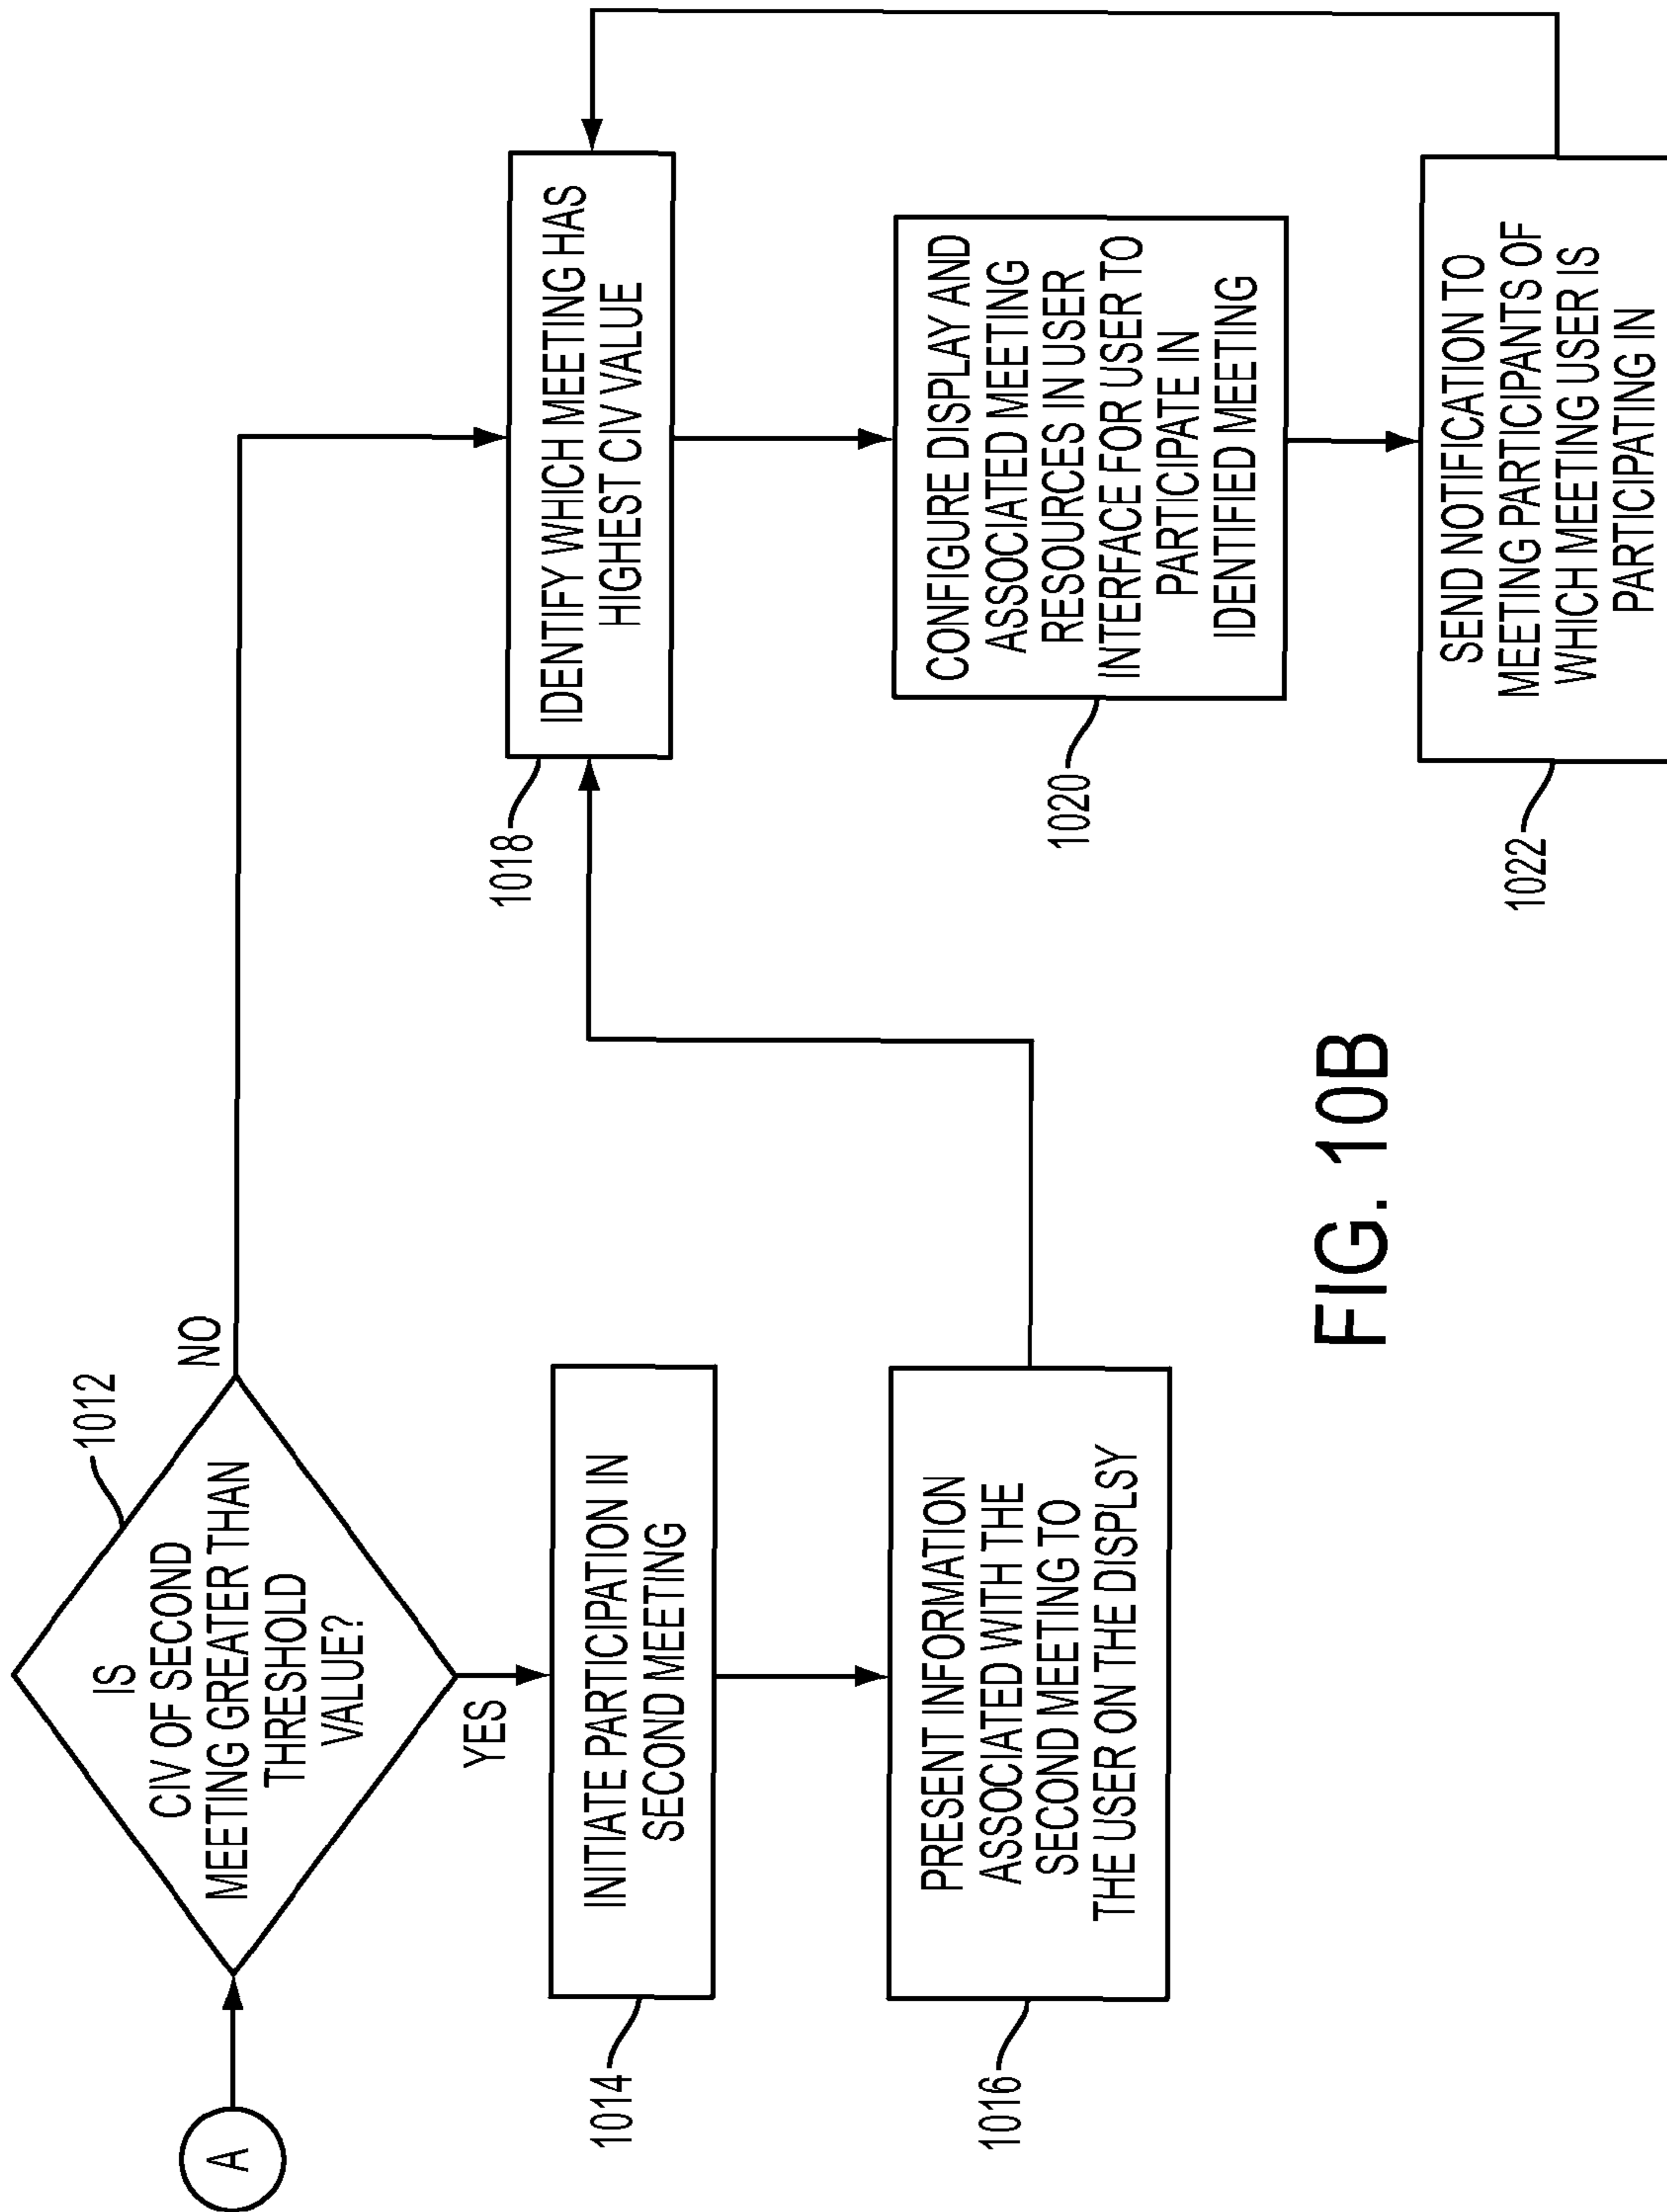 A
1012
IS
CIV OF SECOND
MEETING GREATER THAN
THRESHOLD
VALUE?
NO
YES
1014
INITIATE PARTICIPATION IN
SECOND MEETING
1016
PRESENT INFORMATION
ASSOCIATED WITH THE
SECOND MEETING TO
THE USER ON THE DISPLSY
1018
IDENTIFY WHICH MEETING HAS
HIGHEST CIV VALUE
1020
CONFIGURE DISPLAY AND
ASSOCIATED MEETING
RESOURCES IN USER
INTERFACE FOR USER TO
PARTICIPATE IN
IDENTIFIED MEETING
1022
SEND NOTIFICATION TO
MEETING PARTICIPANTS OF
WHICH MEETING USER IS
PARTICIPATING IN
FIG. 10B